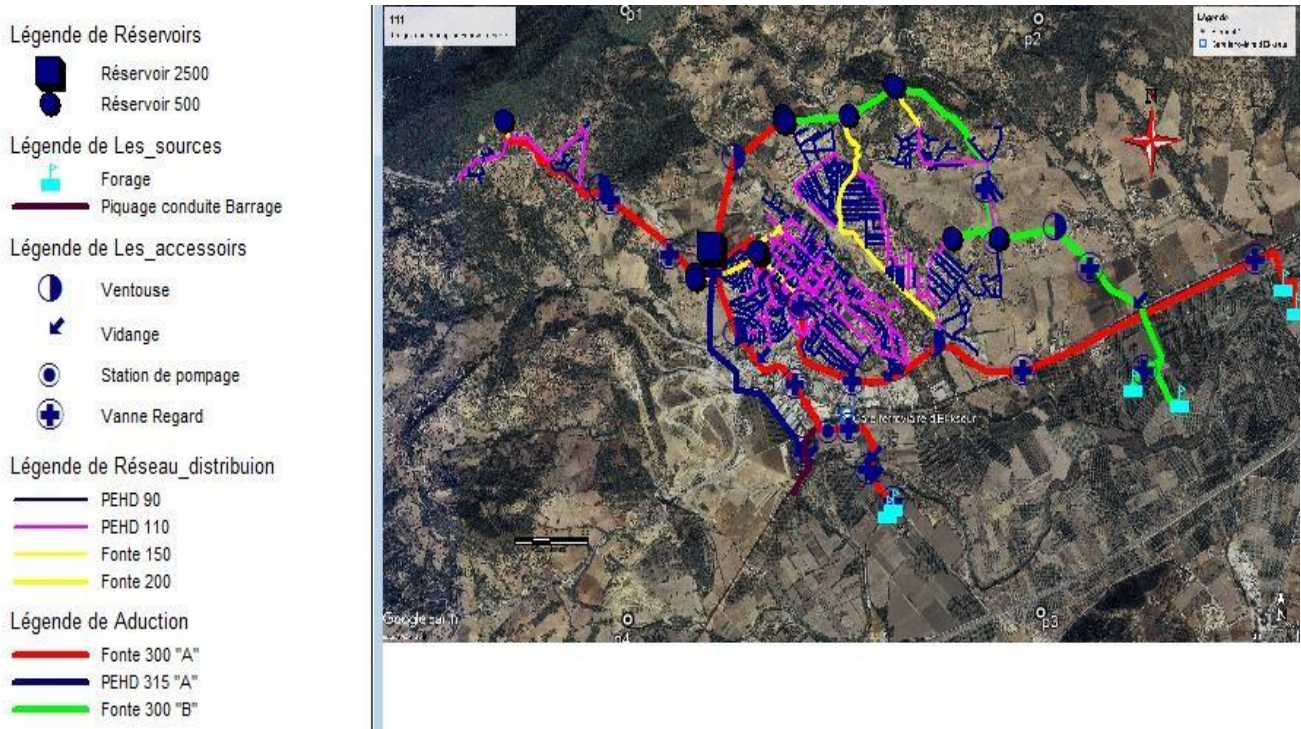 Légende de Réservoirs
Réservoir 2500
Réservoir 500
Légende de Les_sources
Forage
Piquage conduite Barrage
Légende de Les_accessoirs
Ventouse
Vidange
Station de pompage
Vanne Regard
Légende de Réseau_distribuion
PEHD 90
PEHD 110
Fonte 150
Fonte 200
Légende de Aduction
Fonte 300 "A"
PEHD 315 "A"
Fonte 300 "B"
111
p1
p2
Légende
N
p4
p3
N